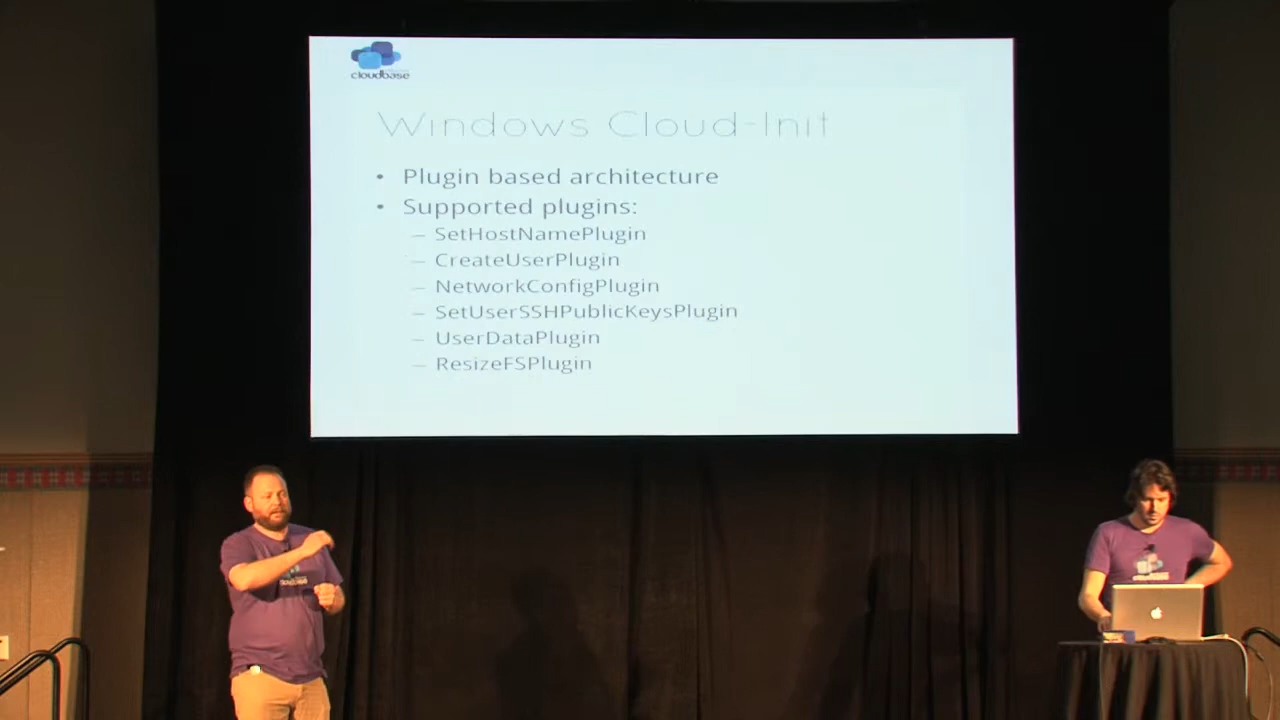 cloudbase
Windows Cloud-Init
• Plugin based architecture
• Supported plugins:
– SetHostNamePlugin
– CreateUserPlugin
– NetworkConfigPlugin
– SetUserSSHPublicKeysPlugin
– UserDataPlugin
– ResizeFSPlugin